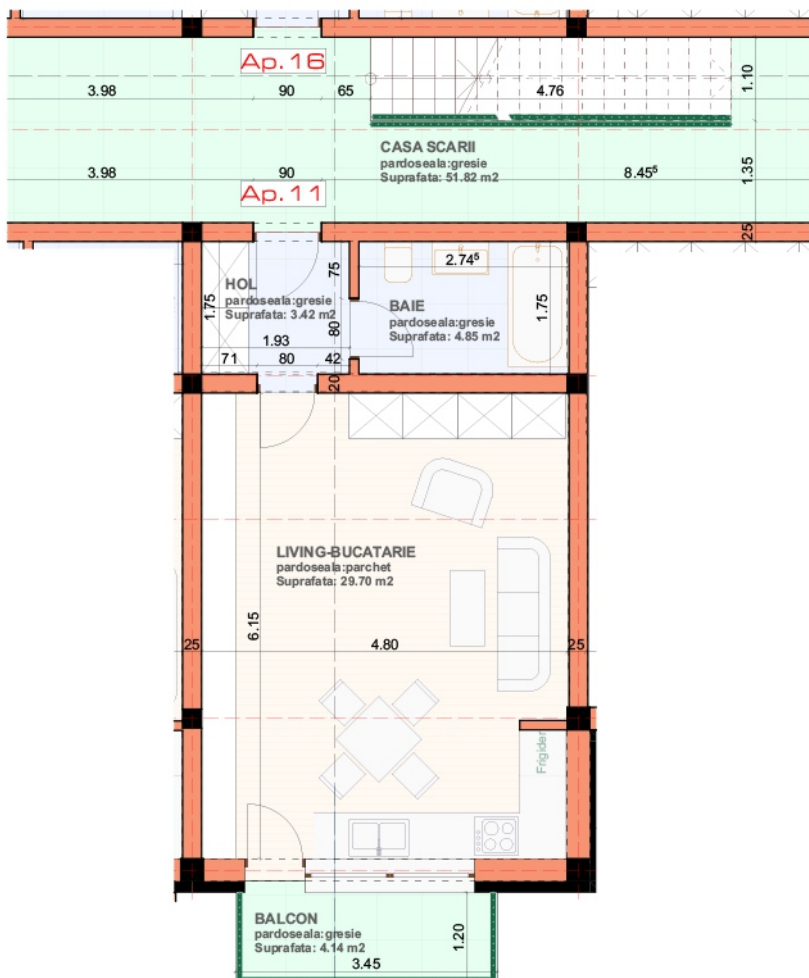 Ap.16
3.98
90
65
4.76
1.10
CASA SCARII
pardoseala:gresie
Suprafata: 51.82 m2
3.98
90
8.45⁵
1.35
Ap.11
25
HOL
pardoseala:gresie
Suprafata: 3.42 m2
1.75
75
80
1.93
71
80
42
20
2.74⁵
BAIE
pardoseala:gresie
Suprafata: 4.85 m2
1.75
LIVING-BUCATARIE
pardoseala:parchet
Suprafata: 29.70 m2
6.15
25
4.80
25
Frigider
BALCON
pardoseala:gresie
Suprafata: 4.14 m2
1.20
3.45